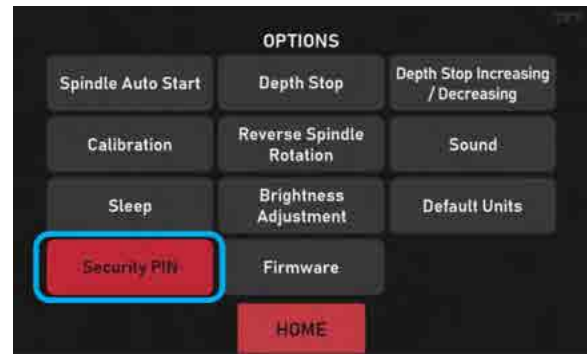 OPTIONS
Spindle Auto Start
Depth Stop
Depth Stop Increasing
/ Decreasing
Calibration
Reverse Spindle
Rotation
Sound
Sleep
Brightness
Adjustment
Default Units
Security PIN
Firmware
HOME